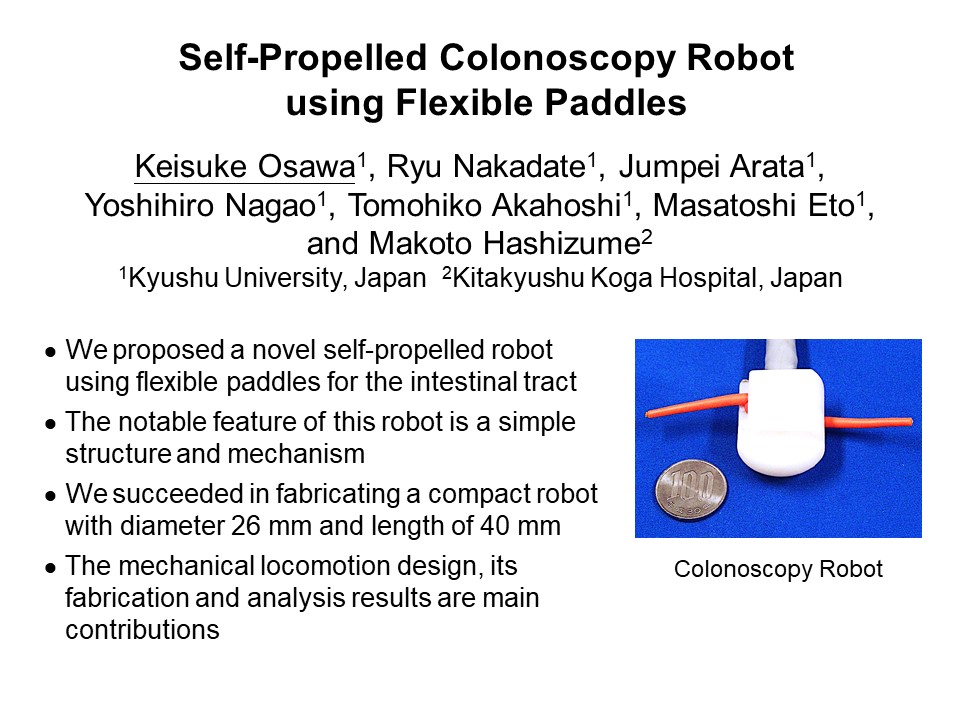 Self-Propelled Colonoscopy Robot
using Flexible Paddles
Keisuke Osawa¹, Ryu Nakadate¹, Jumpei Arata¹,
Yoshihiro Nagao¹, Tomohiko Akahoshi¹, Masatoshi Eto¹,
and Makoto Hashizume²
¹Kyushu University, Japan ²Kitakyushu Koga Hospital, Japan
● We proposed a novel self-propelled robot
using flexible paddles for the intestinal tract
● The notable feature of this robot is a simple
structure and mechanism
● We succeeded in fabricating a compact robot
with diameter 26 mm and length of 40 mm
● The mechanical locomotion design, its
fabrication and analysis results are main
contributions
100
Colonoscopy Robot